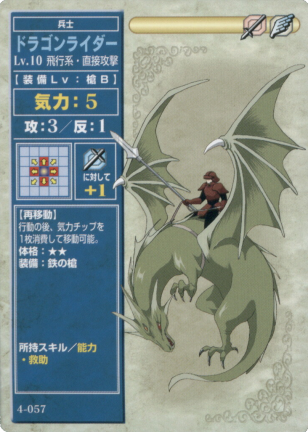 兵士
ドラゴンライダー
Lv.10 飛行系・直接攻撃
【装備Lv：槍B】
気力：5
攻：3／反：1
に対して
+1
【再移動】
行動の後、気力チップを
1枚消費して移動可能。
体格：★★
装備：鉄の槍
所持スキル／能力
・救助
4-057